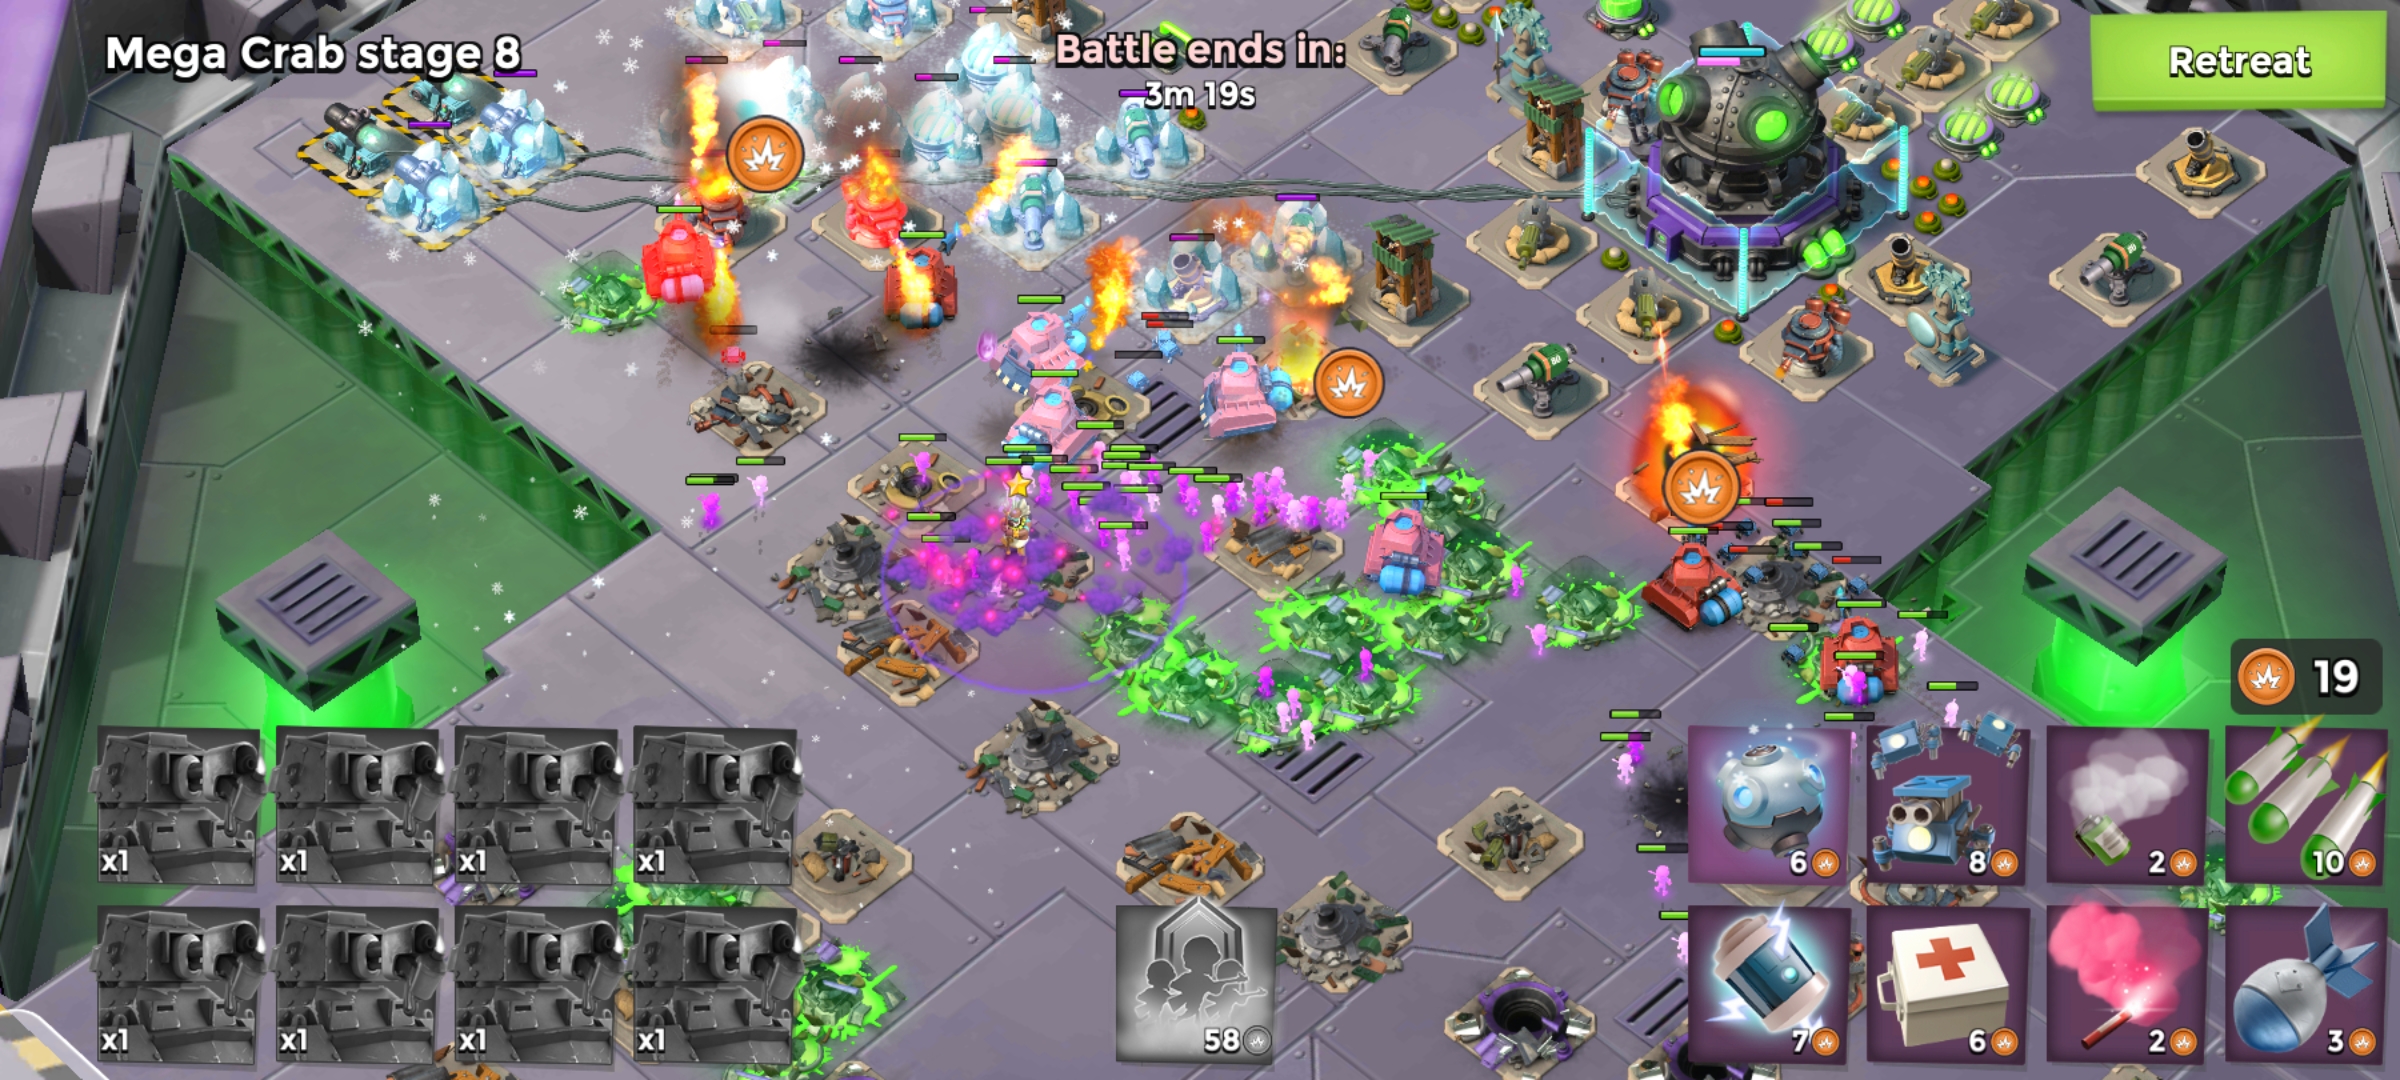 Mega Crab stage 8
Battle ends in:
3m 19s
Retreat
19
x1
x1
x1
x1
6
8
2
10
x1
x1
x1
x1
58
7
6
2
3